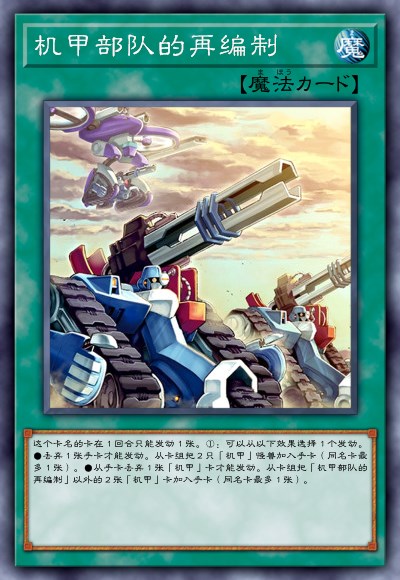 机甲部队的再编制
魔
【魔法カード】
まほう
这个卡名的卡在1回合只能发动1张。①：可以从以下效果选择1个发动。
●丢弃1张手卡才能发动。从卡组把2只「机甲」怪兽加入手卡（同名卡最
多1张）。●从手卡丢弃1张「机甲」卡才能发动。从卡组把「机甲部队的
再编制」以外的2张「机甲」卡加入手卡（同名卡最多1张）。